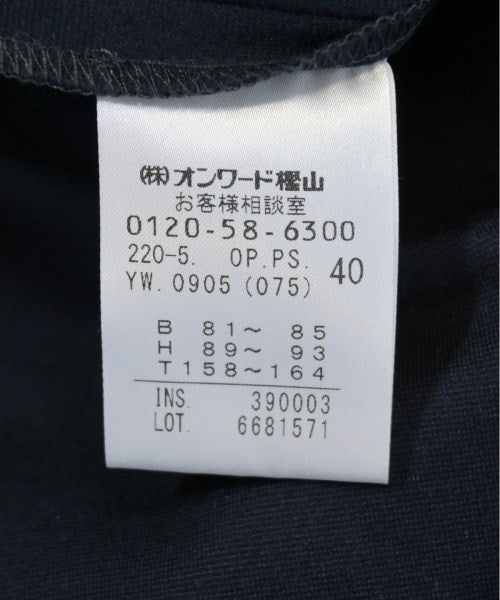 (株)オンワード樫山
お客様相談室
0120-58-6300
220-5. OP.PS. 40
YW.0905(075)
B 81~ 85
H 89~ 93
T158~164
INS. 390003
LOT. 6681571